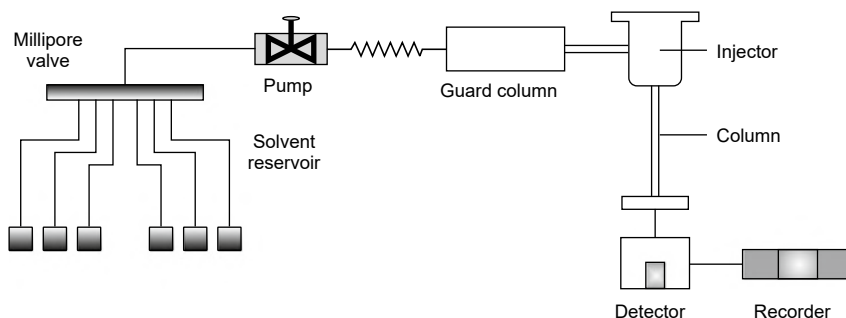 Millipore
valve
Pump
Guard column
Injector
Solvent
reservoir
Column
Detector
Recorder